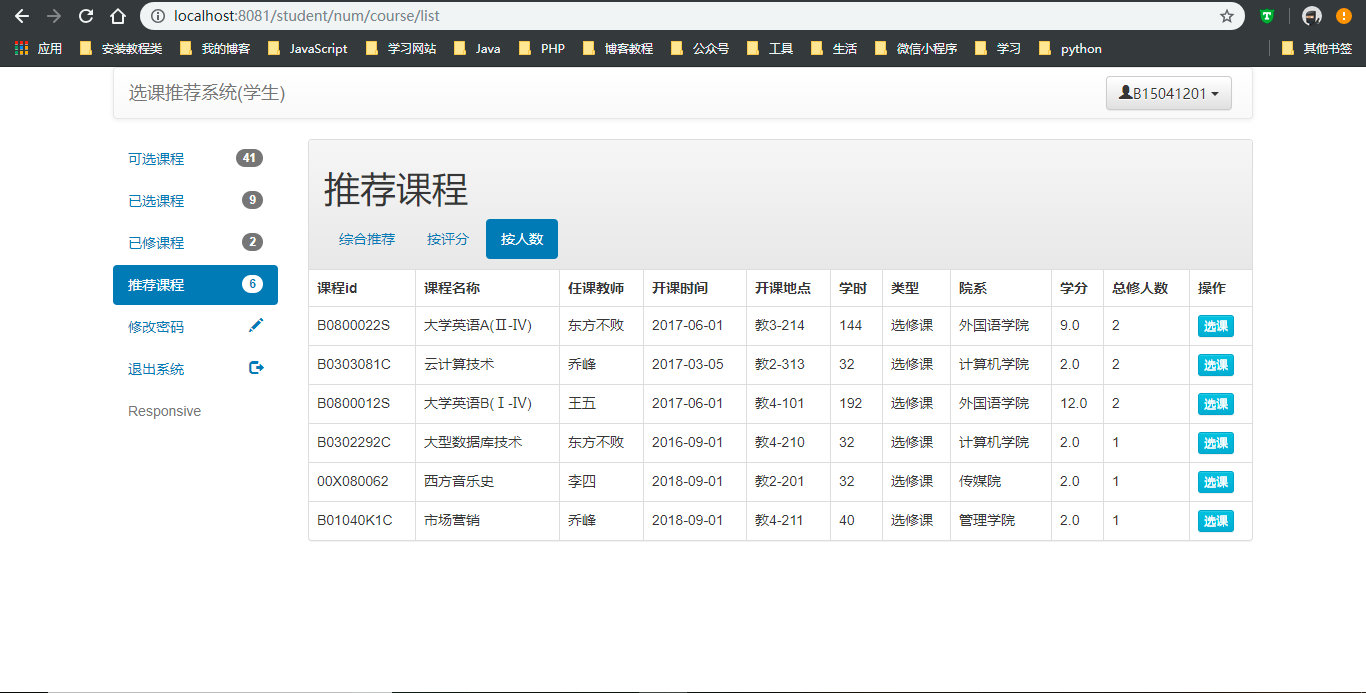 localhost:8081/student/num/course/list
应用 安装教程类 我的博客 JavaScript 学习网站 Java PHP 博客教程 公众号 工具 生活 微信小程序 学习 python 其他书签
选课推荐系统(学生) B15041201
可选课程 41
已选课程 9
已修课程 2
推荐课程 6
修改密码
退出系统
Responsive
推荐课程
综合推荐 按评分 按人数
课程id 课程名称 任课教师 开课时间 开课地点 学时 类型 院系 学分 总修人数 操作
B0800022S 大学英语A(Ⅱ-Ⅳ) 东方不败 2017-06-01 教3-214 144 选修课 外国语学院 9.0 2 选课
B0303081C 云计算技术 乔峰 2017-03-05 教2-313 32 选修课 计算机学院 2.0 2 选课
B0800012S 大学英语B(Ⅰ-Ⅳ) 王五 2017-06-01 教4-101 192 选修课 外国语学院 12.0 2 选课
B0302292C 大型数据库技术 东方不败 2016-09-01 教4-210 32 选修课 计算机学院 2.0 1 选课
00X080062 西方音乐史 李四 2018-09-01 教2-201 32 选修课 传媒院 2.0 1 选课
B01040K1C 市场营销 乔峰 2018-09-01 教4-211 40 选修课 管理学院 2.0 1 选课